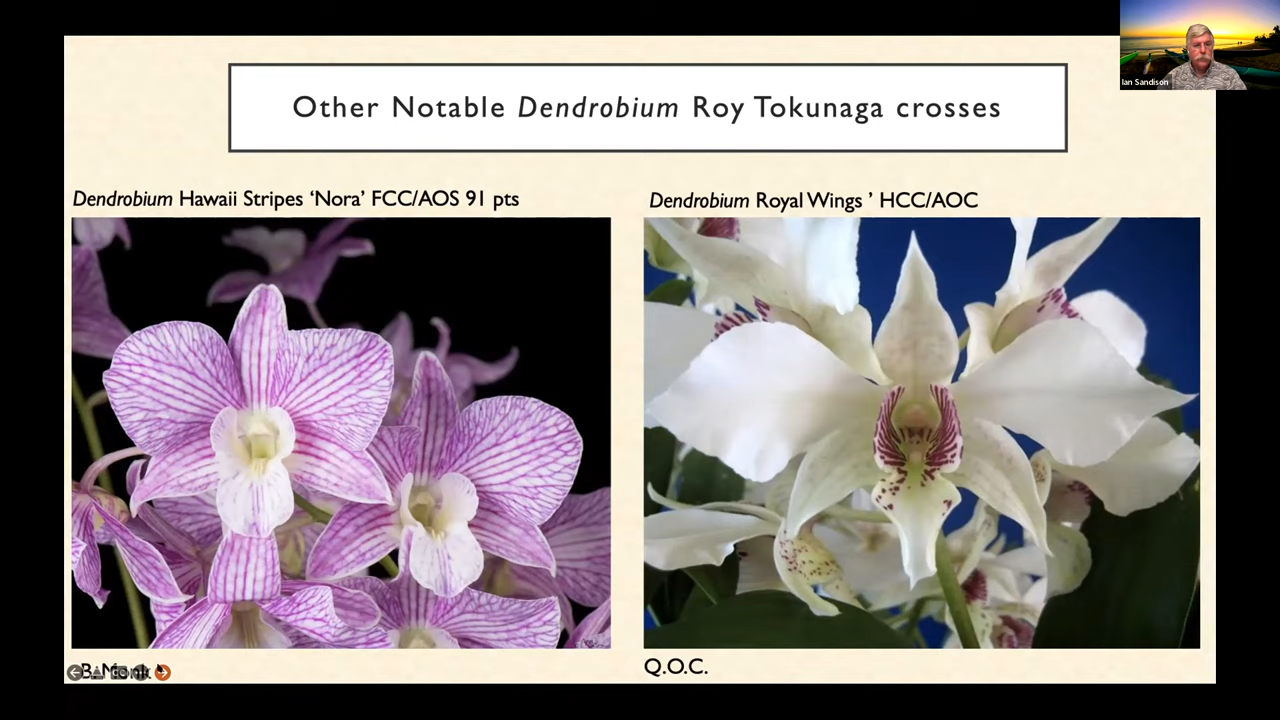 Ian Sandison
Other Notable Dendrobium Roy Tokunaga crosses
Dendrobium Hawaii Stripes ‘Nora’ FCC/AOS 91 pts
Dendrobium Royal Wings ’ HCC/AOC
B. Monk
Q.O.C.